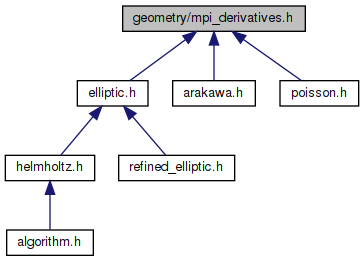 geometry/mpi_derivatives.h
elliptic.h
arakawa.h
poisson.h
helmholtz.h
refined_elliptic.h
algorithm.h